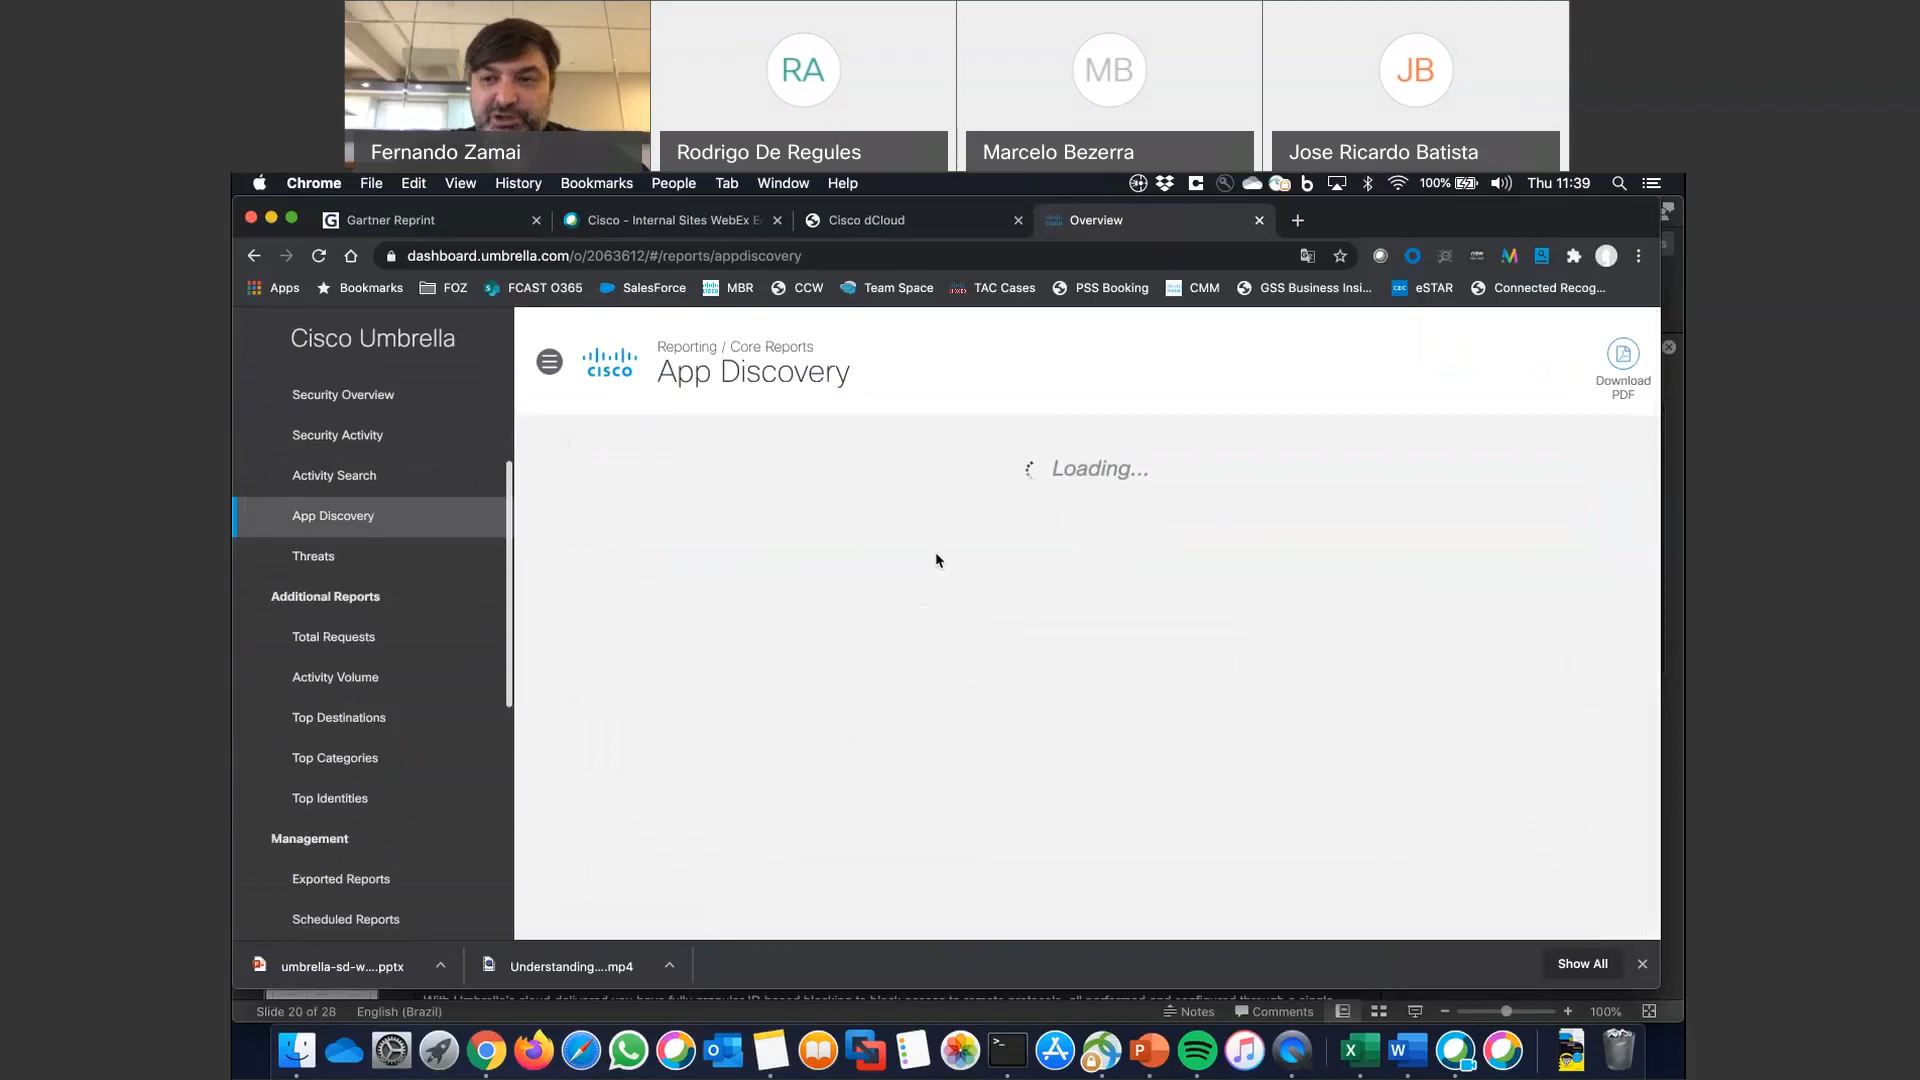 RA
MB
JB
Fernando Zamai
Rodrigo De Regules
Marcelo Bezerra
Jose Ricardo Batista
Chrome File Edit View History Bookmarks People Tab Window Help
100%
Thu 11:39
Gartner Reprint
Cisco - Internal Sites WebEx E
Cisco dCloud
Overview
dashboard.umbrella.com/o/2063612/#/reports/appdiscovery
Apps
Bookmarks
FOZ
FCAST O365
SalesForce
MBR
CCW
Team Space
TAC Cases
PSS Booking
CMM
GSS Business Insi...
eSTAR
Connected Recog...
Cisco Umbrella
Security Overview
Security Activity
Activity Search
App Discovery
Threats
Additional Reports
Total Requests
Activity Volume
Top Destinations
Top Categories
Top Identities
Management
Exported Reports
Scheduled Reports
CISCO
Reporting / Core Reports
App Discovery
Download
PDF
Loading...
umbrella-sd-w....pptx
Understanding....mp4
Show All
Slide 20 of 28
English (Brazil)
Notes
Comments
100%